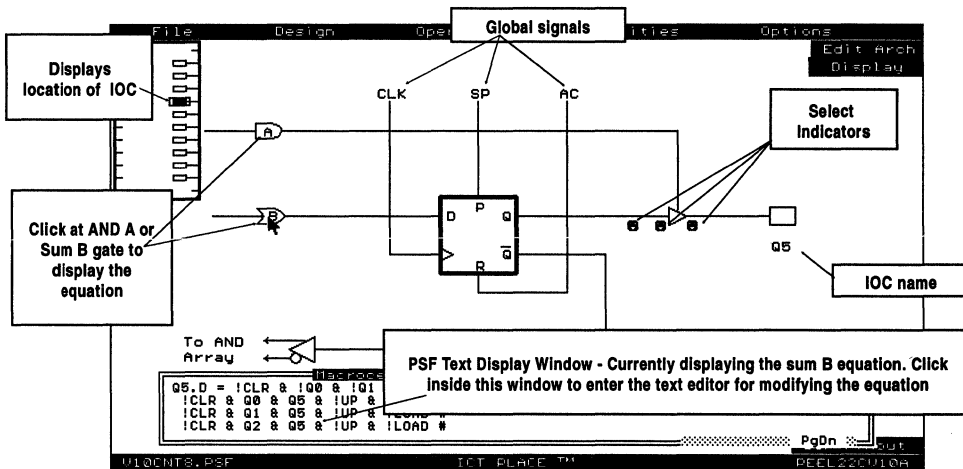 Global signals
File Design Ope ities Options
Edit Arch
Display
Displays
location of IOC
CLK SP AC
Select
Indicators
A
Click at AND A or
Sum B gate to
display the
equation
B
D P Q
Q
R
Q5
IOC name
To AND
Array
PSF Text Display Window - Currently displaying the sum B equation. Click
inside this window to enter the text editor for modifying the equation
Macroce
Q5.D = !CLR & !Q0 & !Q1
!CLR & Q0 & Q5 & !UP &
!CLR & Q1 & Q5 & !UP & !LOAD #
!CLR & Q2 & Q5 & !UP & !LOAD #
PgDn out
V10CNT8.PSF ICT PLACE ™ PEEL22CV10A